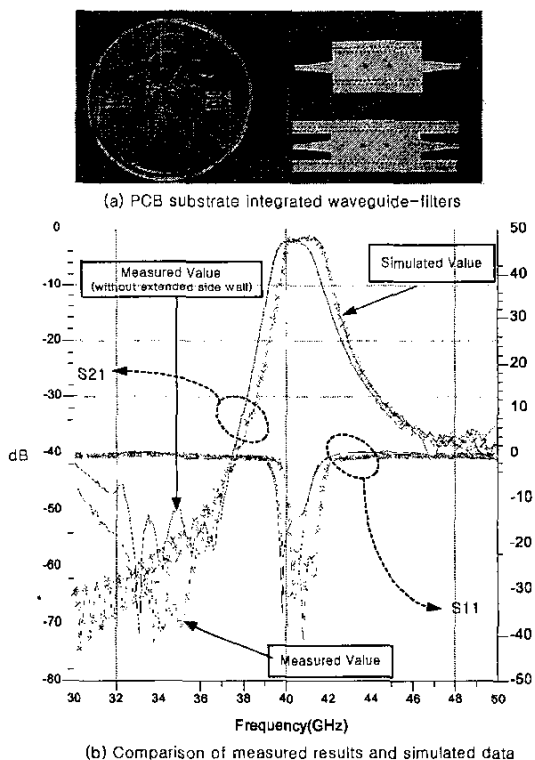 (a) PCB substrate integrated waveguide-filters
0
-10
-20
-30
-40
dB
-50
-60
-70
-80
50
40
30
20
10
0
-10
-20
-30
-40
-50
Measured Value
(without extended side wall)
Simulated Value
S21
S11
Measured Value
30 32 34 36 38 40 42 44 46 48 50
Frequency(GHz)
(b) Comparison of measured results and simulated data